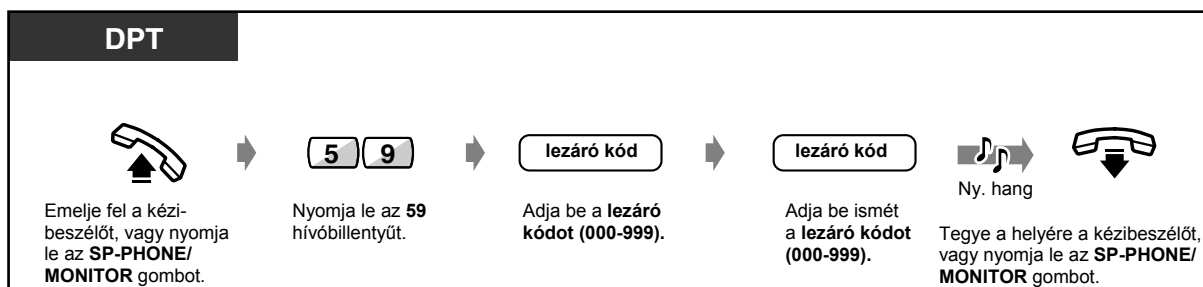 DPT
5 9
lezáró kód
lezáró kód
Ny. hang
Emelje fel a kézi-
beszélőt, vagy nyomja
le az SP-PHONE/
MONITOR gombot.
Nyomja le az 59
hívóbillentyűt.
Adja be a lezáró
kódot (000-999).
Adja be ismét
a lezáró kódot
(000-999).
Tegye a helyére a kézibeszélőt,
vagy nyomja le az SP-PHONE/
MONITOR gombot.